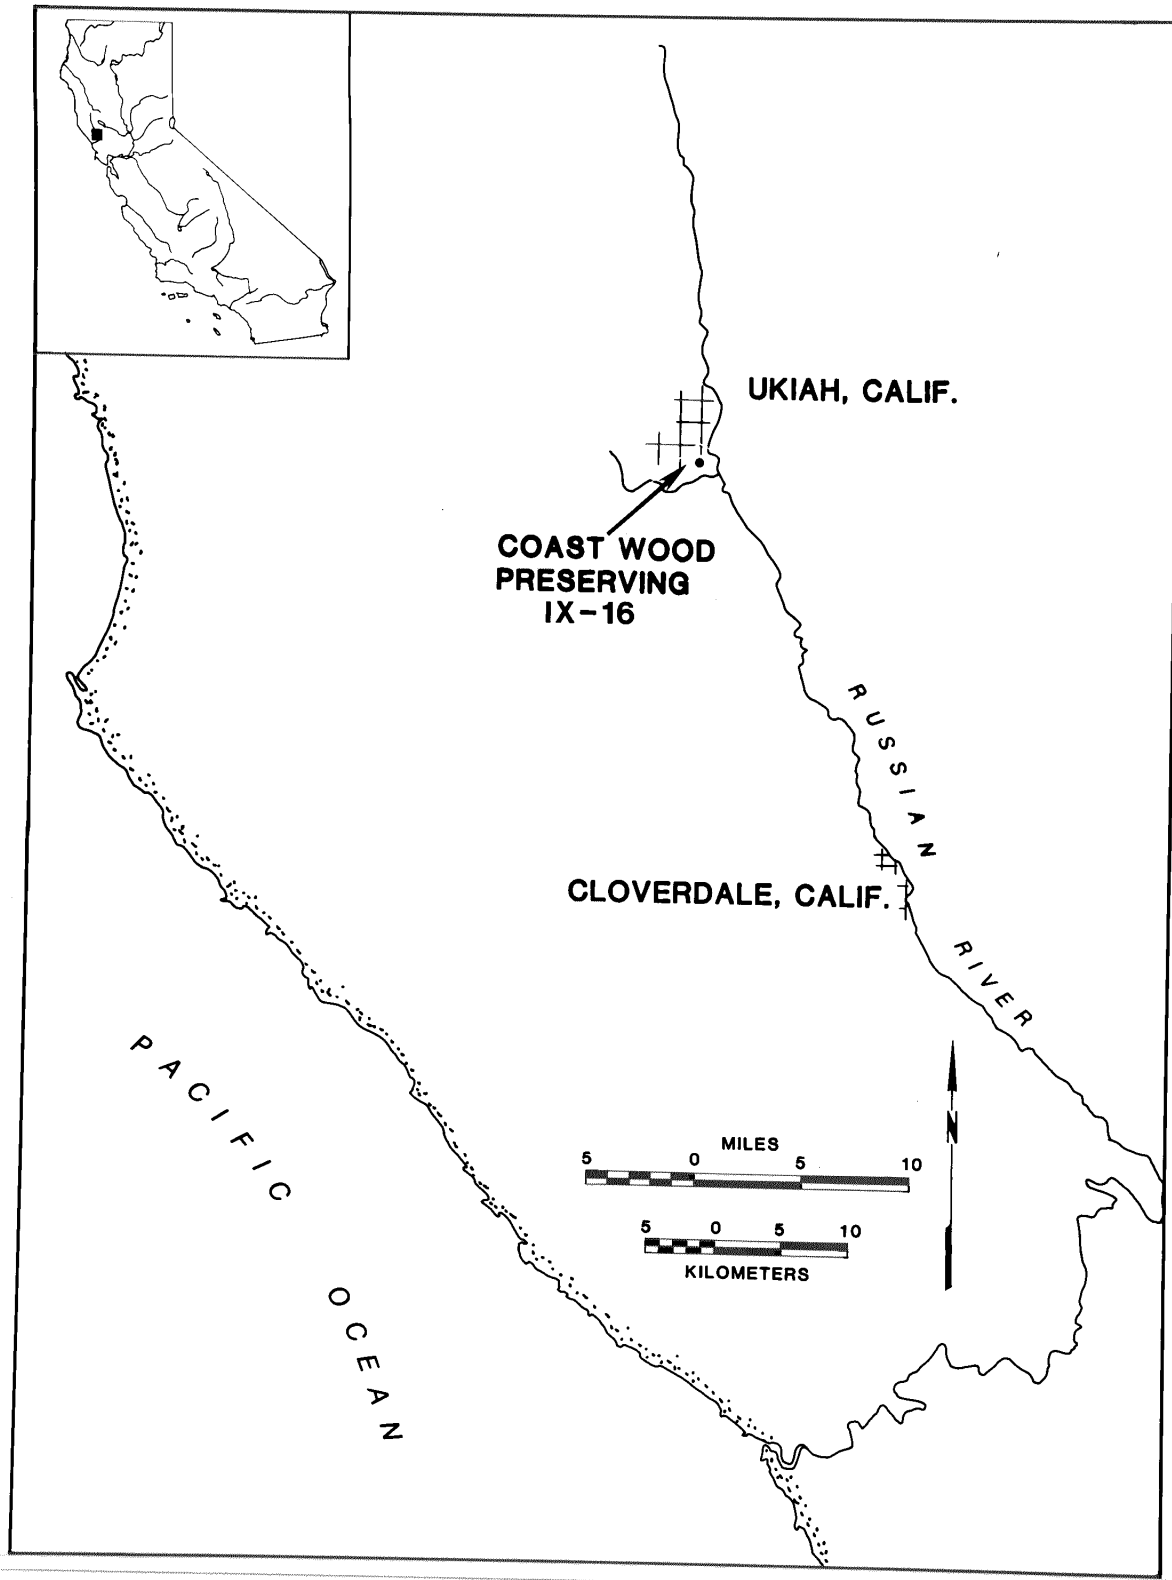 UKIAH, CALIF.
COAST WOOD
PRESERVING
IX-16
RUSSIAN
RIVER
CLOVERDALE, CALIF.
PACIFIC
OCEAN
N
MILES
5 0 5 10
5 0 5 10
KILOMETERS